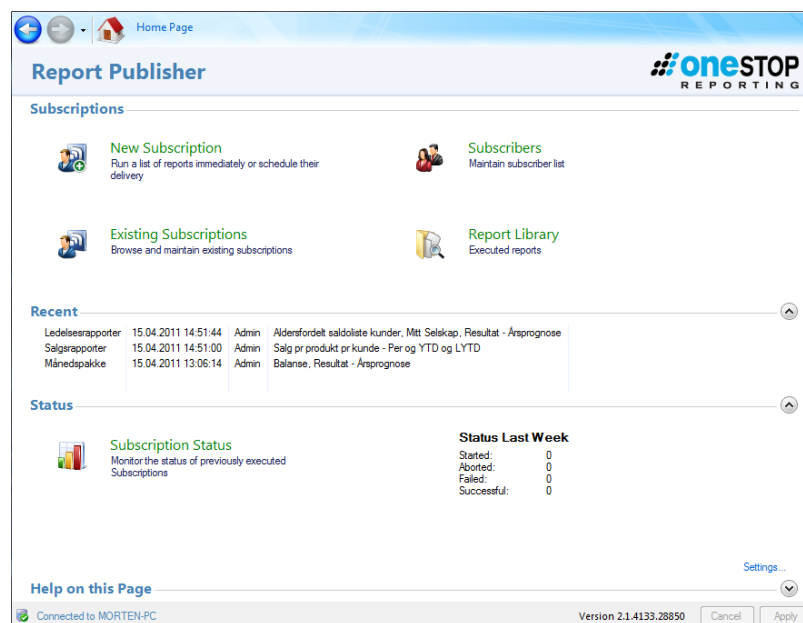 Home Page
Report Publisher
onestop
REPORTING
Subscriptions
New Subscription
Run a list of reports immediately or schedule their
delivery
Subscribers
Maintain subscriber list
Existing Subscriptions
Browse and maintain existing subscriptions
Report Library
Executed reports
Recent
Ledelsesrapporter 15.04.2011 14:51:44 Admin Aldersfordelt saldoliste kunder, Mitt Selskap, Resultat - Årsprognose
Salgsrapporter 15.04.2011 14:51:00 Admin Salg pr produkt pr kunde - Per og YTD og LYTD
Månedspakke 15.04.2011 13:06:14 Admin Balanse, Resultat - Årsprognose
Status
Subscription Status
Monitor the status of previously executed
Subscriptions
Status Last Week
Started: 0
Aborted: 0
Failed: 0
Successful: 0
Settings...
Help on this Page
Connected to MORTEN-PC Version 2.1.4133.28850 Cancel Apply